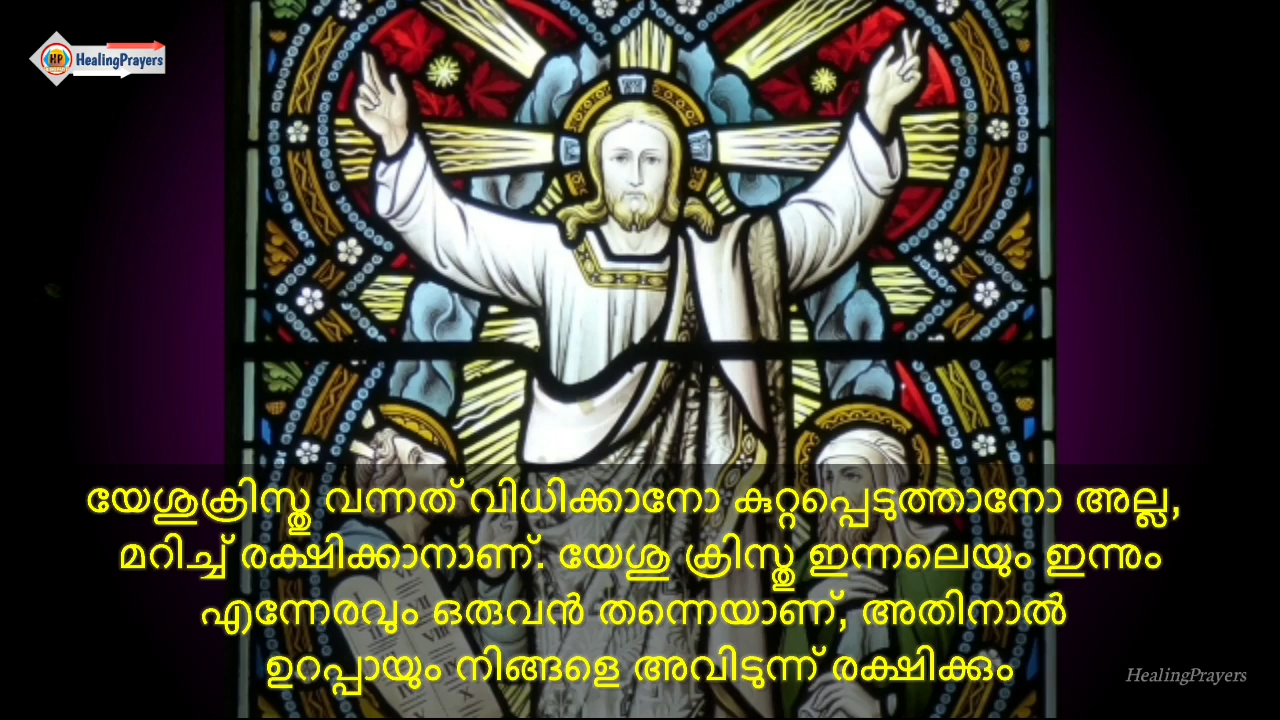 HP HealingPrayers
യേശുക്രിസ്തു വന്നത് വിധിക്കാനോ കുറ്റപ്പെടുത്താനോ അല്ല,
മറിച്ച് രക്ഷിക്കാനാണ്. യേശു ക്രിസ്തു ഇന്നലെയും ഇന്നും
എന്നേരവും ഒരുവൻ തന്നെയാണ്, അതിനാൽ
ഉറപ്പായും നിങ്ങളെ അവിടുന്ന് രക്ഷിക്കും
HealingPrayers